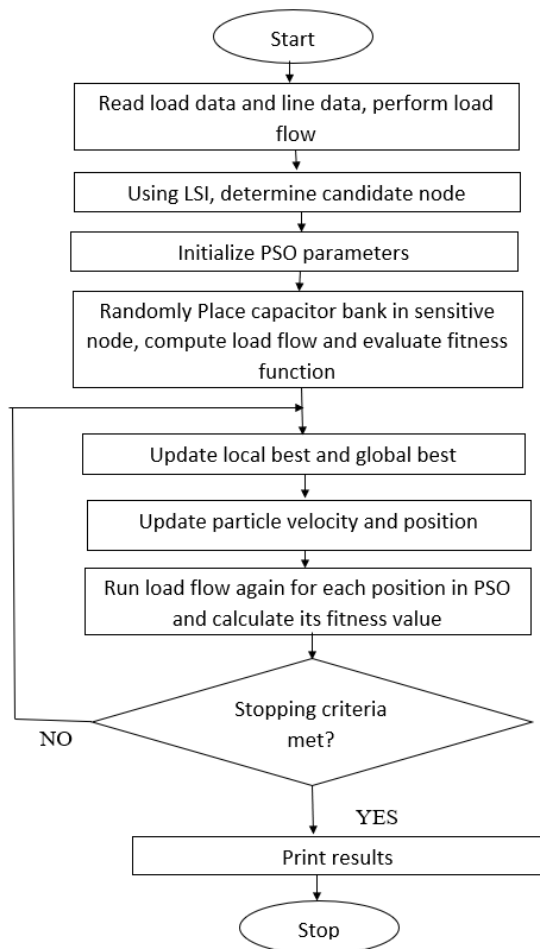 Start
Read load data and line data, perform load
flow
Using LSI, determine candidate node
Initialize PSO parameters
Randomly Place capacitor bank in sensitive
node, compute load flow and evaluate fitness
function
Update local best and global best
Update particle velocity and position
Run load flow again for each position in PSO
and calculate its fitness value
Stopping criteria
met?
NO
YES
Print results
Stop